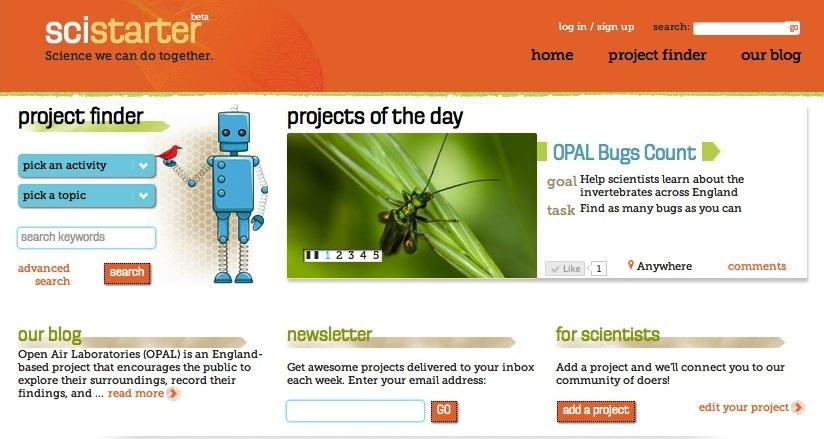 beta
scistarter
Science we can do together.
log in / sign up
search:
go
home
project finder
our blog
project finder
pick an activity
pick a topic
search keywords
advanced
search
search
projects of the day
1 2 3 4 5
OPAL Bugs Count
goal Help scientists learn about the
invertebrates across England
task Find as many bugs as you can
Like
1
Anywhere
comments
our blog
Open Air Laboratories (OPAL) is an England-
based project that encourages the public to
explore their surroundings, record their
findings, and ... read more
newsletter
Get awesome projects delivered to your inbox
each week. Enter your email address:
GO
for scientists
Add a project and we'll connect you to our
community of doers!
add a project
edit your project